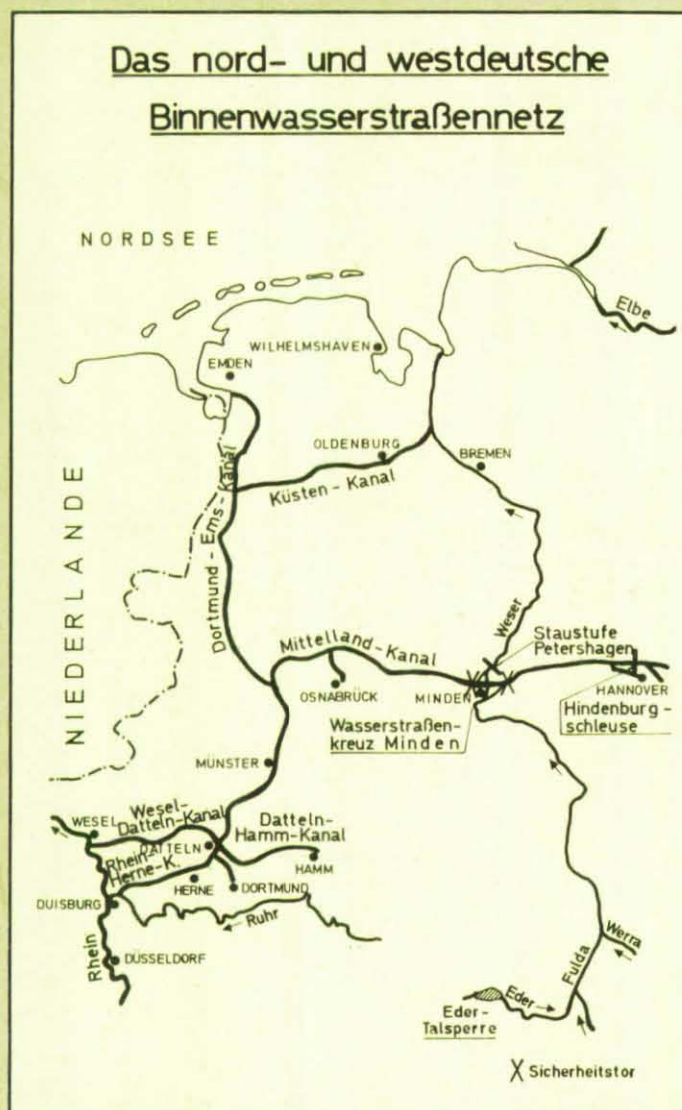 Das nord- und westdeutsche
Binnenwasserstraßennetz
NORDSEE
Elbe
WILHELMSHAVEN
EMDEN
OLDENBURG
BREMEN
Küsten-Kanal
NIEDERLANDE
Dortmund-Ems-Kanal
Weser
Staustufe
Petershagen
Mittelland-Kanal
OSNABRÜCK
MINDEN
HANNOVER
Wasserstraßen-
kreuz Minden
Hindenburg-
schleuse
MÜNSTER
WESEL
Wesel-
Datteln-Kanal
Datteln-
Hamm-Kanal
DATTELN
Rhein-
Herne-K.
HAMM
HERNE
DORTMUND
DUISBURG
Ruhr
Rhein
DÜSSELDORF
Werra
Fulda
Eder
Eder-
Talsperre
Sicherheitstor